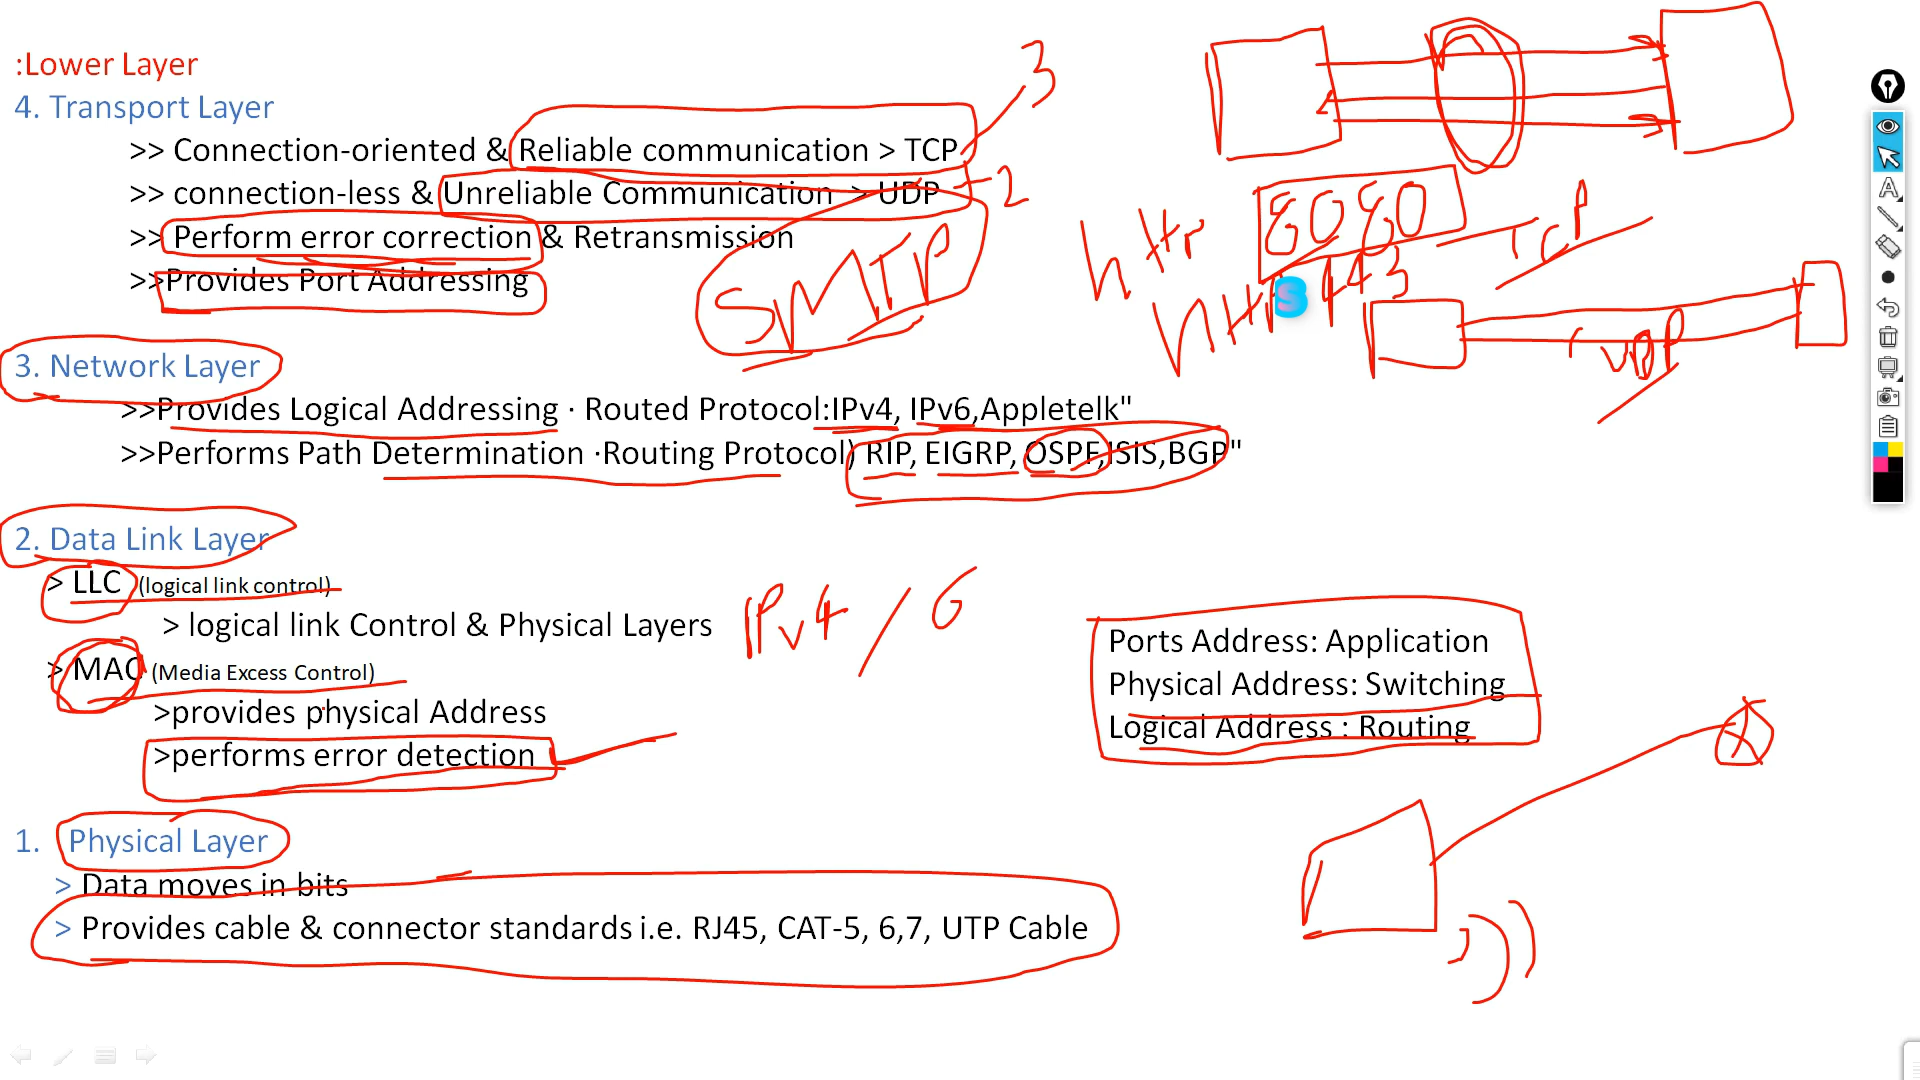 :Lower Layer
4. Transport Layer
>> Connection-oriented & Reliable communication > TCP
3
>> connection-less & Unreliable Communication > UDP
2
>> Perform error correction & Retransmission
>>Provides Port Addressing
SMTP
http 8080
TCP
https 443
UDP
3. Network Layer
>>Provides Logical Addressing · Routed Protocol:IPv4, IPv6,Appletelk"
>>Performs Path Determination ·Routing Protocol) RIP, EIGRP, OSPF,ISIS,BGP"
2. Data Link Layer
> LLC (logical link control)
> logical link Control & Physical Layers
IPv4 / 6
> MAC (Media Excess Control)
>provides physical Address
>performs error detection
Ports Address: Application
Physical Address: Switching
Logical Address : Routing
1. Physical Layer
> Data moves in bits
> Provides cable & connector standards i.e. RJ45, CAT-5, 6,7, UTP Cable